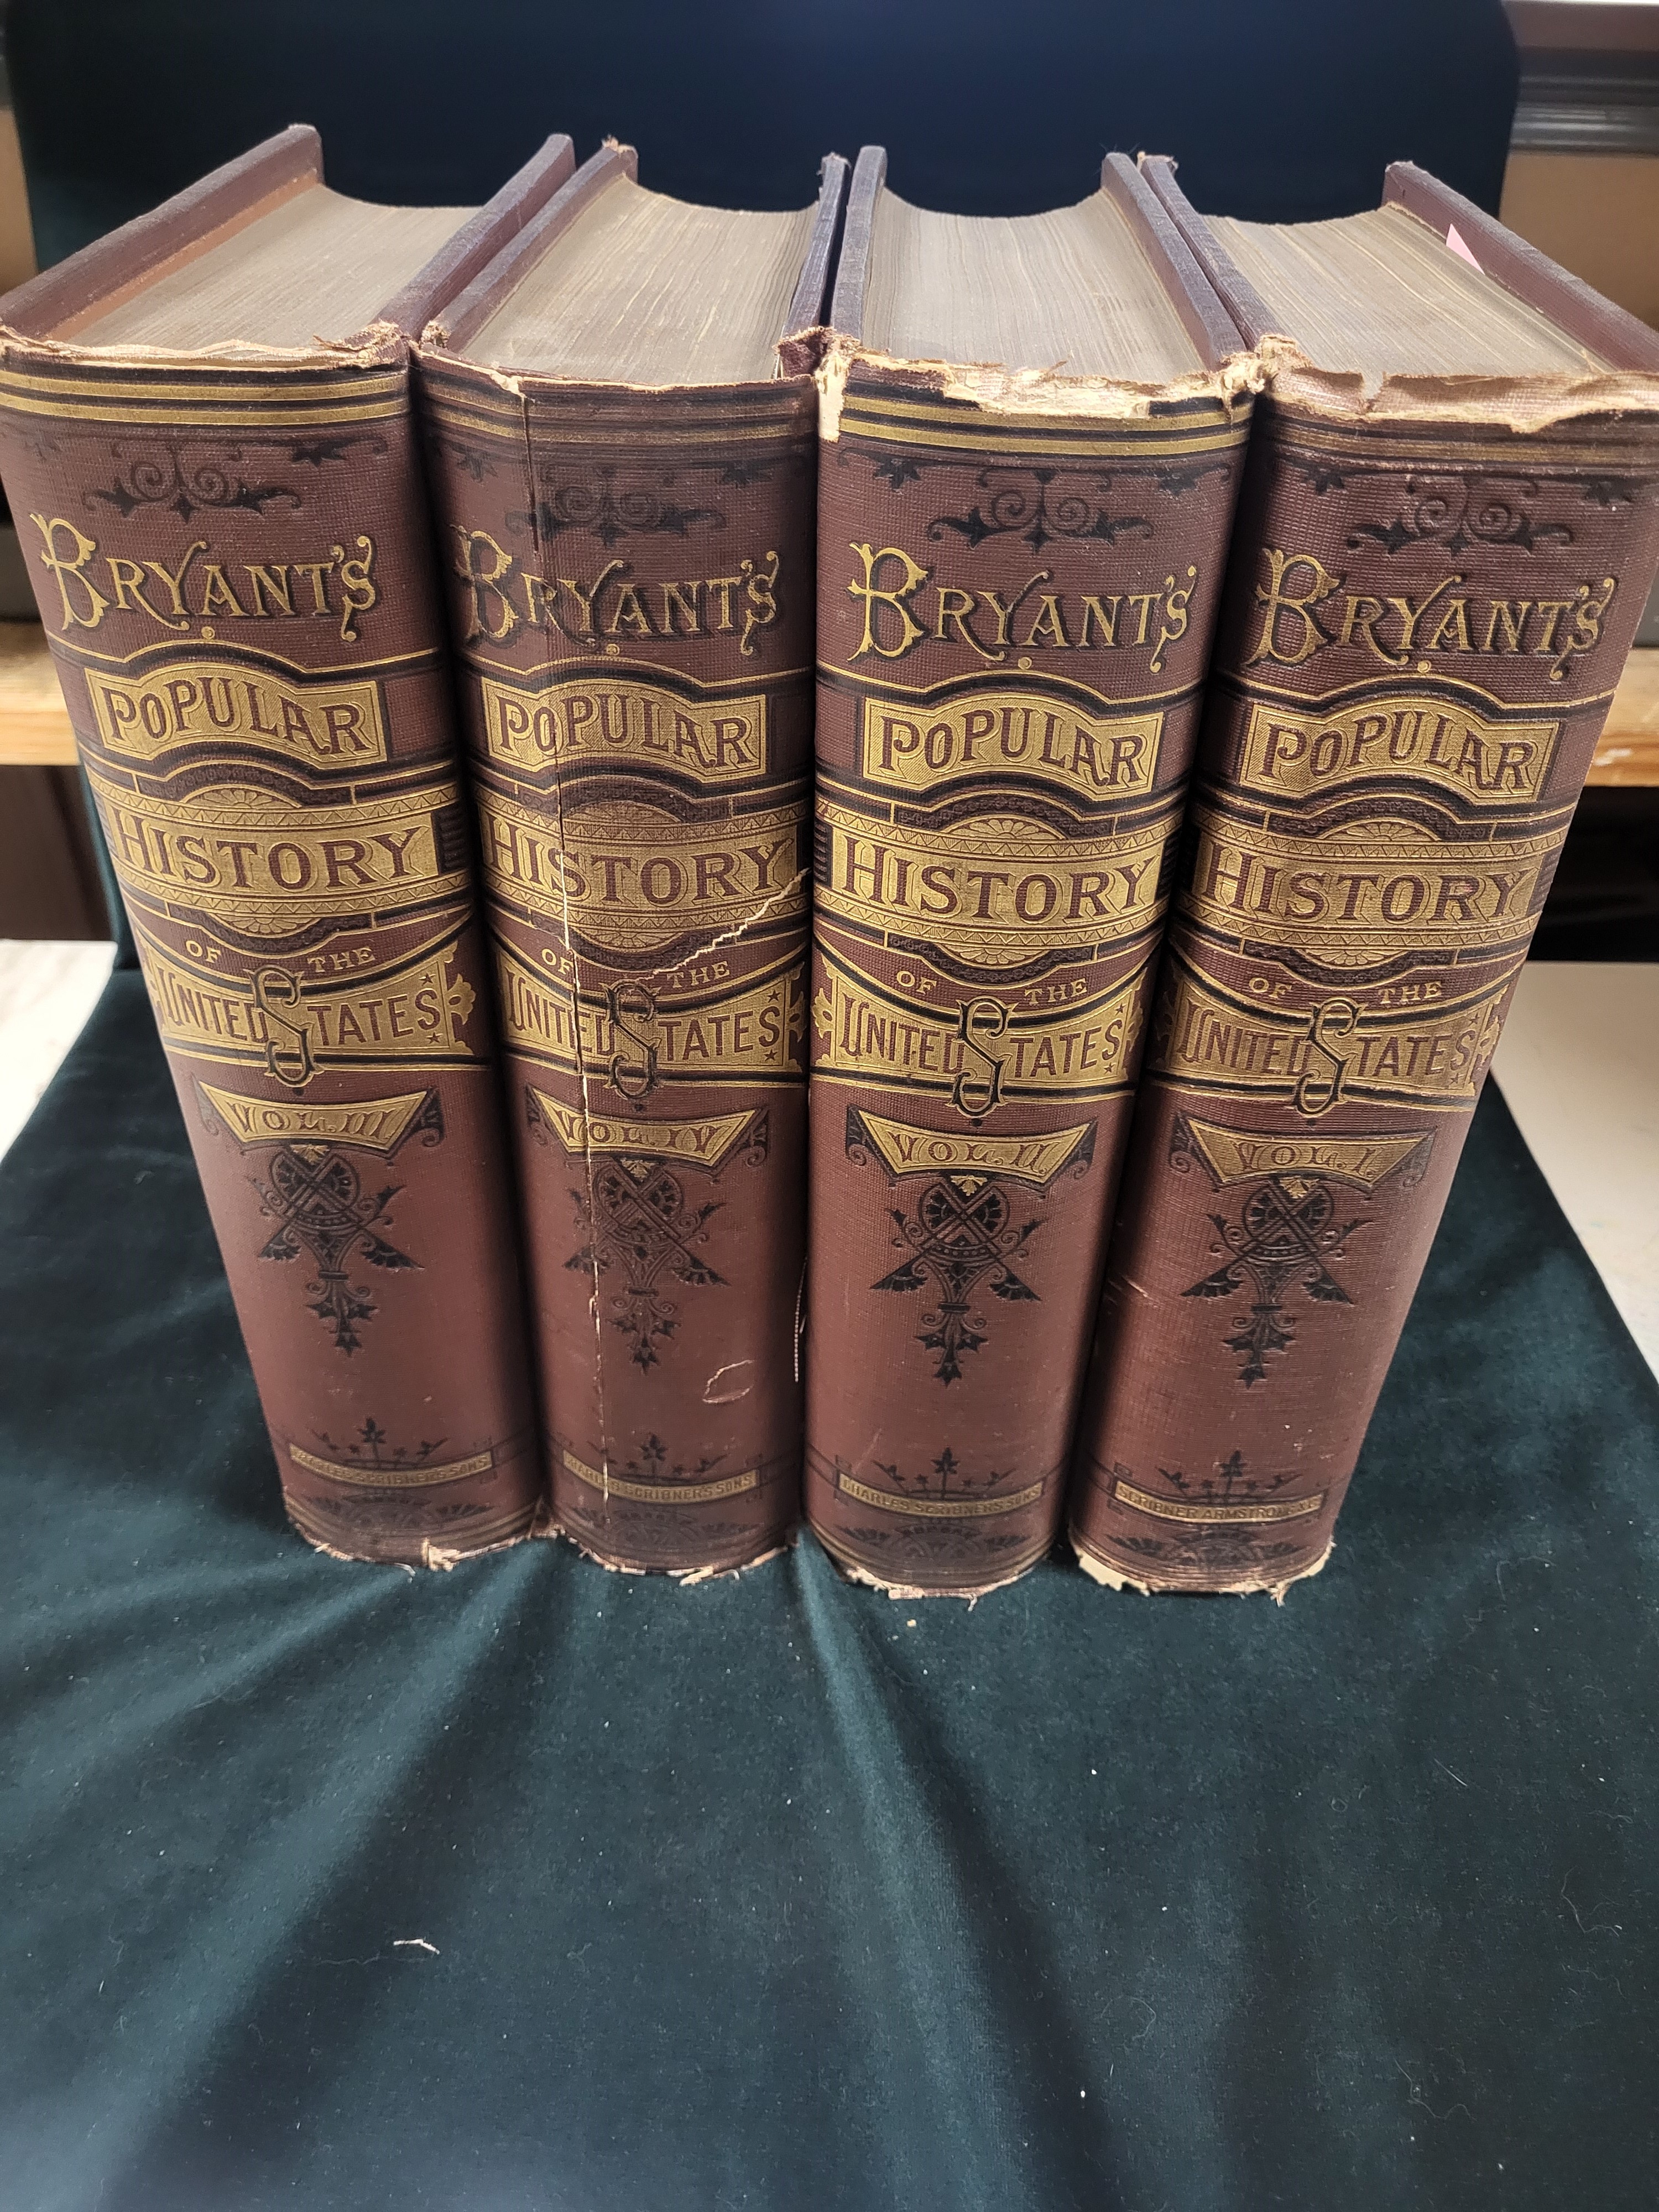 BRYANT'S
POPULAR
HISTORY
OF THE
UNITED STATES
VOL. III
CHARLES SCRIBNER'S SONS
BRYANT'S
POPULAR
HISTORY
OF THE
UNITED STATES
VOL. IV
CHARLES SCRIBNER'S SONS
BRYANT'S
POPULAR
HISTORY
OF THE
UNITED STATES
VOL. II.
CHARLES SCRIBNER'S SONS
BRYANT'S
POPULAR
HISTORY
OF THE
UNITED STATES
VOL. I.
SCRIBNER ARMSTRONG & CO